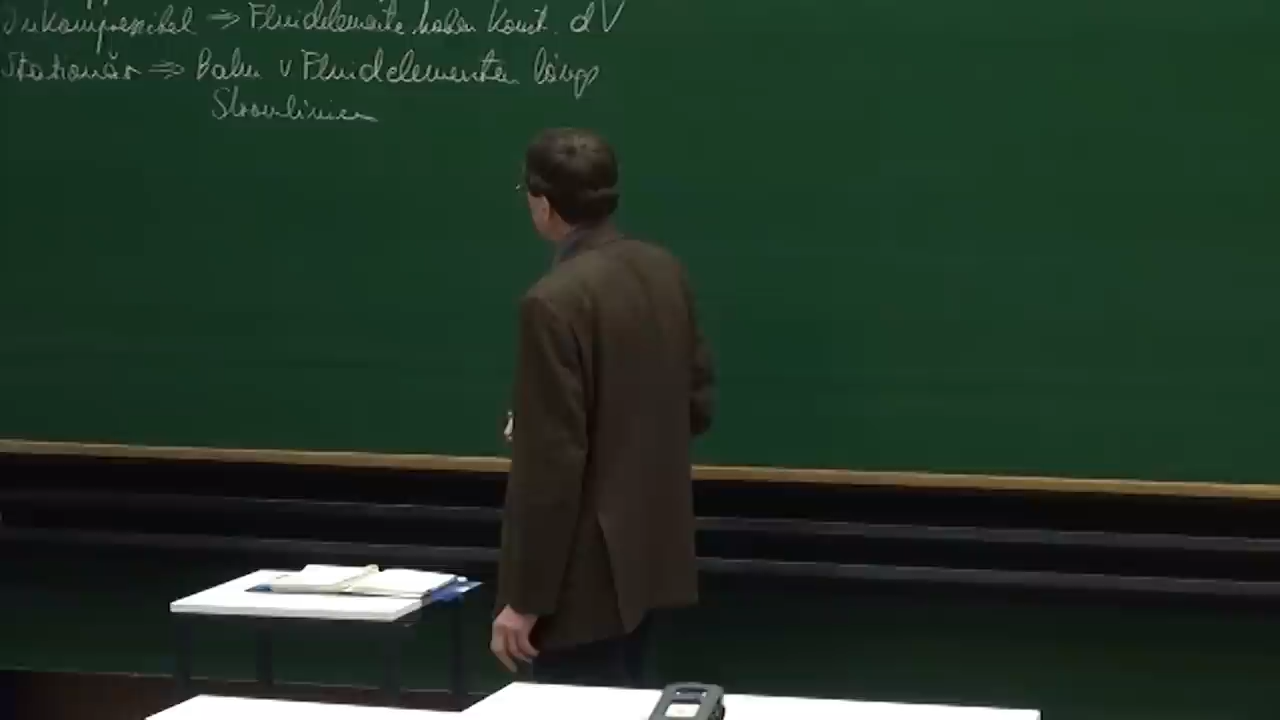 Inkompressibel ⇒ Fluidelemente haben konst. dV
Stationär ⇒ Bahn v Fluidelementen längs
Stromlinien